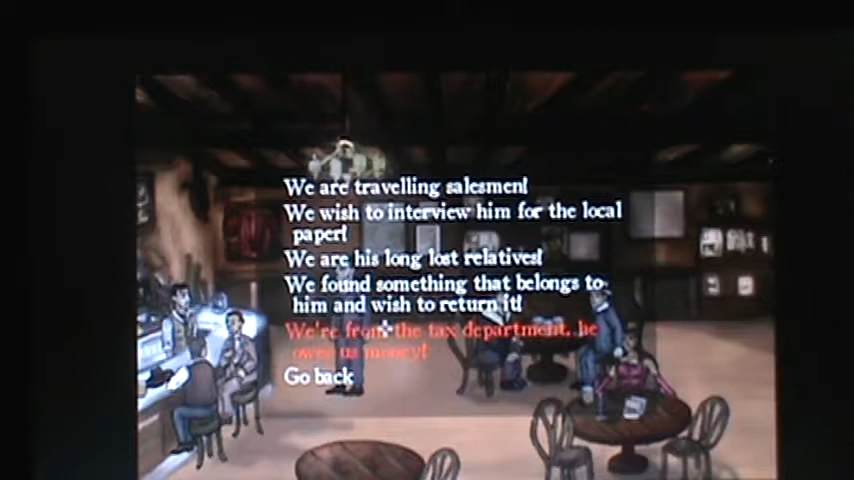 We are travelling salesmen!
We wish to interview him for the local
paper!
We are his long lost relatives!
We found something that belongs to
him and wish to return it!
We're from the tax department, he
owes us money!
Go back